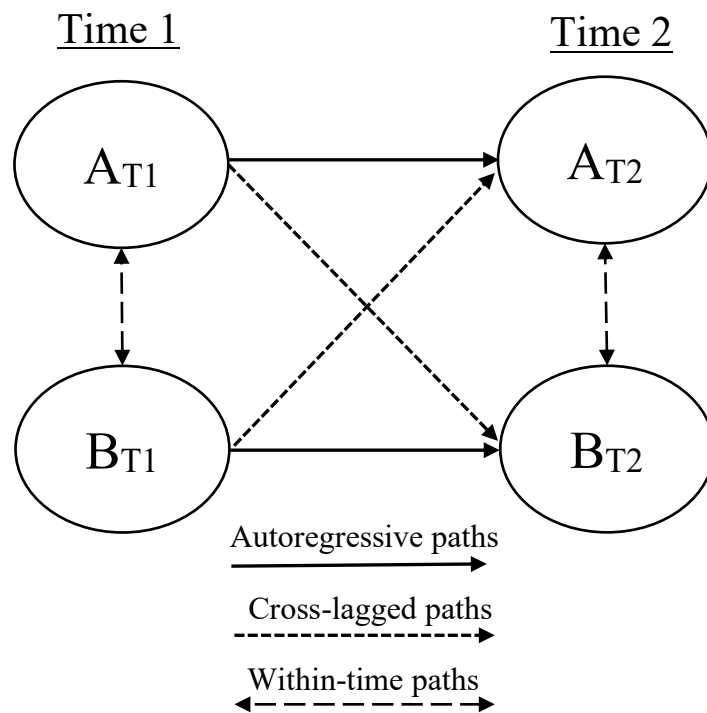 Time 1
Time 2
AT1
AT2
BT1
BT2
Autoregressive paths
Cross-lagged paths
Within-time paths